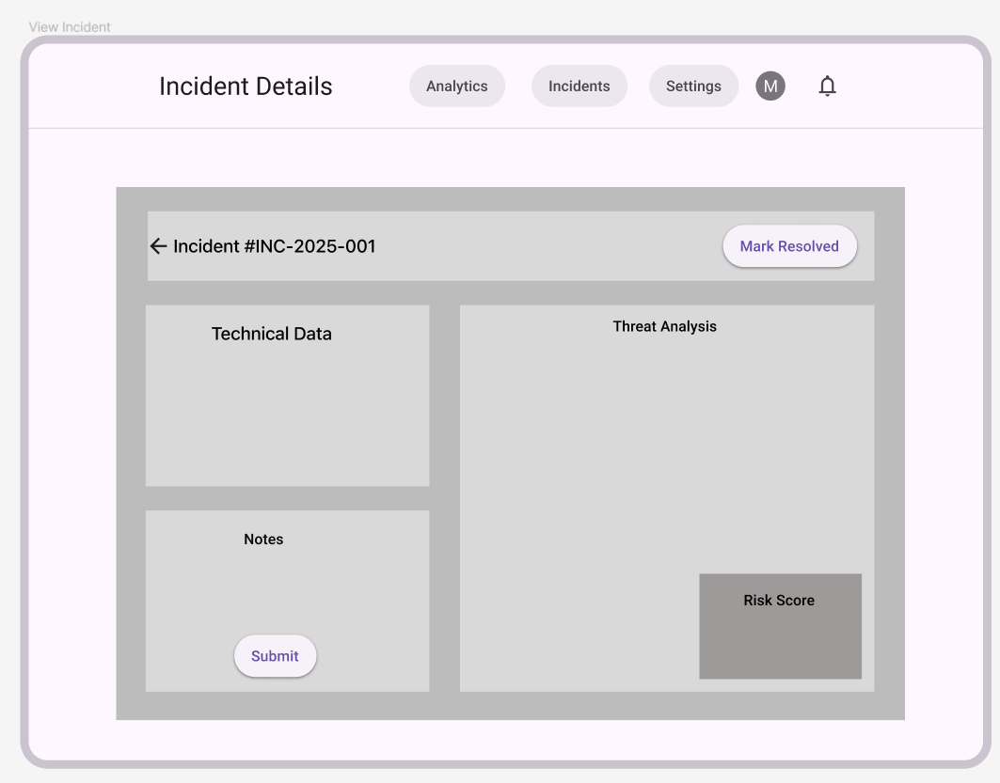 View Incident
Incident Details
Analytics
Incidents
Settings
M
Incident #INC-2025-001
Mark Resolved
Technical Data
Threat Analysis
Notes
Risk Score
Submit